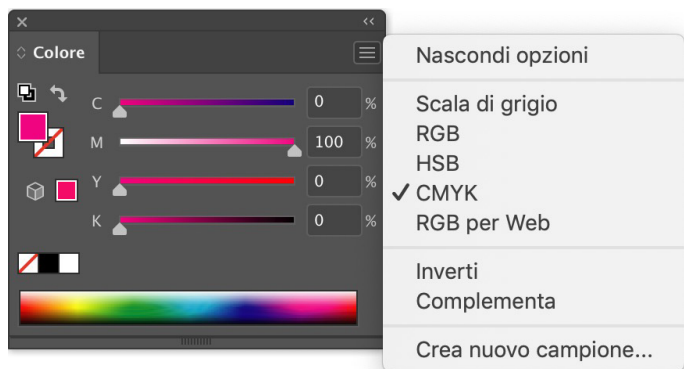 Colore
C 0 %
M 100 %
Y 0 %
K 0 %
Nascondi opzioni
Scala di grigio
RGB
HSB
CMYK
RGB per Web
Inverti
Complementa
Crea nuovo campione...